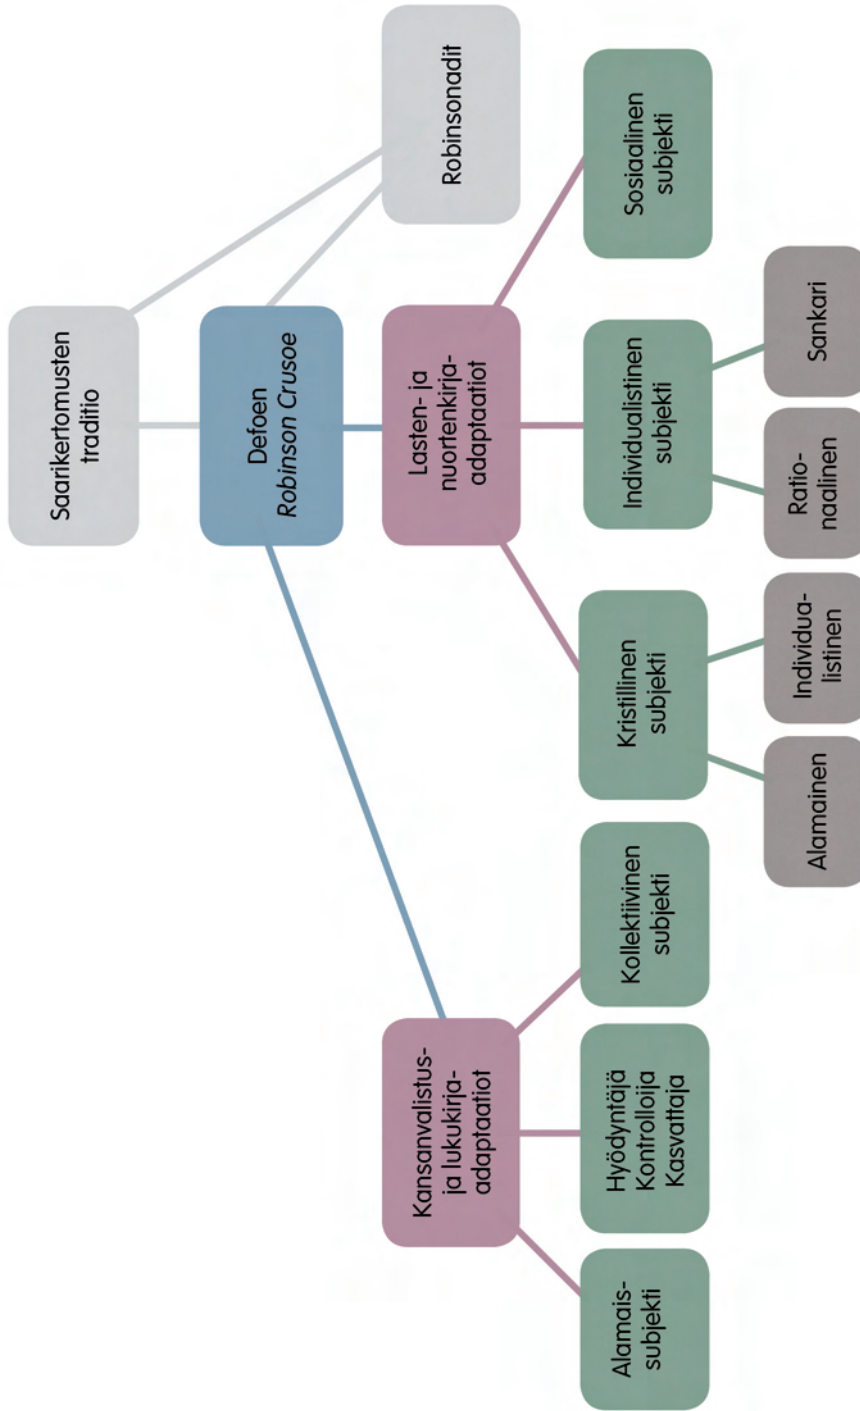 Saarikertomusten
traditio
Defoen
Robinson Crusoe
Robinsonadit
Kansanvalistus-
ja lukukirja-
adaptaatiot
Lasten- ja
nuortenkirja-
adaptaatiot
Alamais-
subjekti
Hyödyntäjä
Kontrolloija
Kasvattaja
Kollektiivinen
subjekti
Kristillinen
subjekti
Individualistinen
subjekti
Sosiaalinen
subjekti
Alamainen
Individua-
listinen
Ratio-
naalinen
Sankari